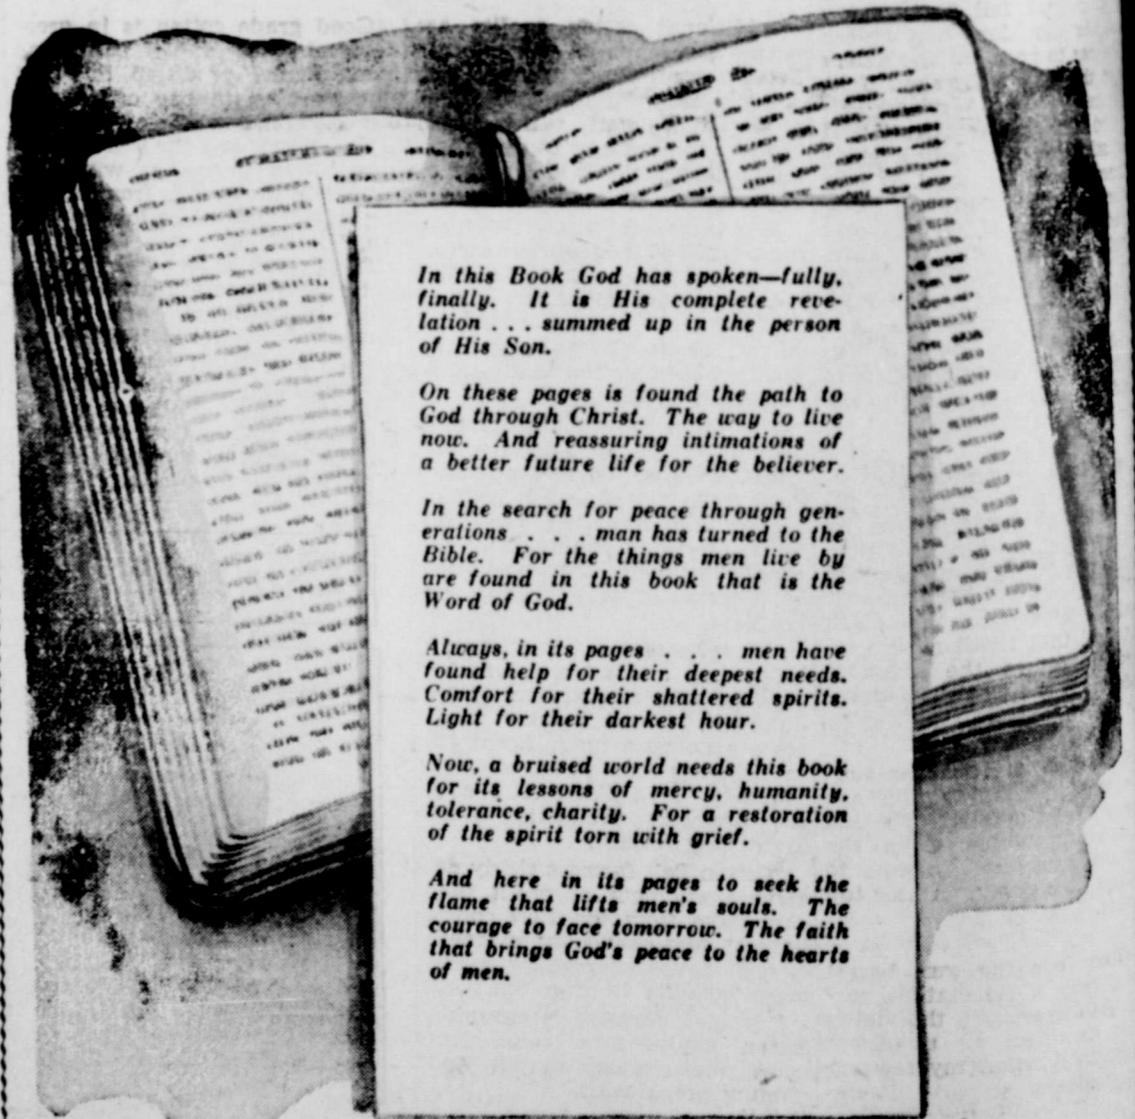 In this Book God has spoken—fully,
finally. It is His complete reve-
lation . . . summed up in the person
of His Son.
On these pages is found the path to
God through Christ. The way to live
now. And reassuring intimations of
a better future life for the believer.
In the search for peace through gen-
erations . . . man has turned to the
Bible. For the things men live by
are found in this book that is the
Word of God.
Always, in its pages . . . men have
found help for their deepest needs.
Comfort for their shattered spirits.
Light for their darkest hour.
Now, a bruised world needs this book
for its lessons of mercy, humanity,
tolerance, charity. For a restoration
of the spirit torn with grief.
And here in its pages to seek the
flame that lifts men's souls. The
courage to face tomorrow. The faith
that brings God's peace to the hearts
of men.